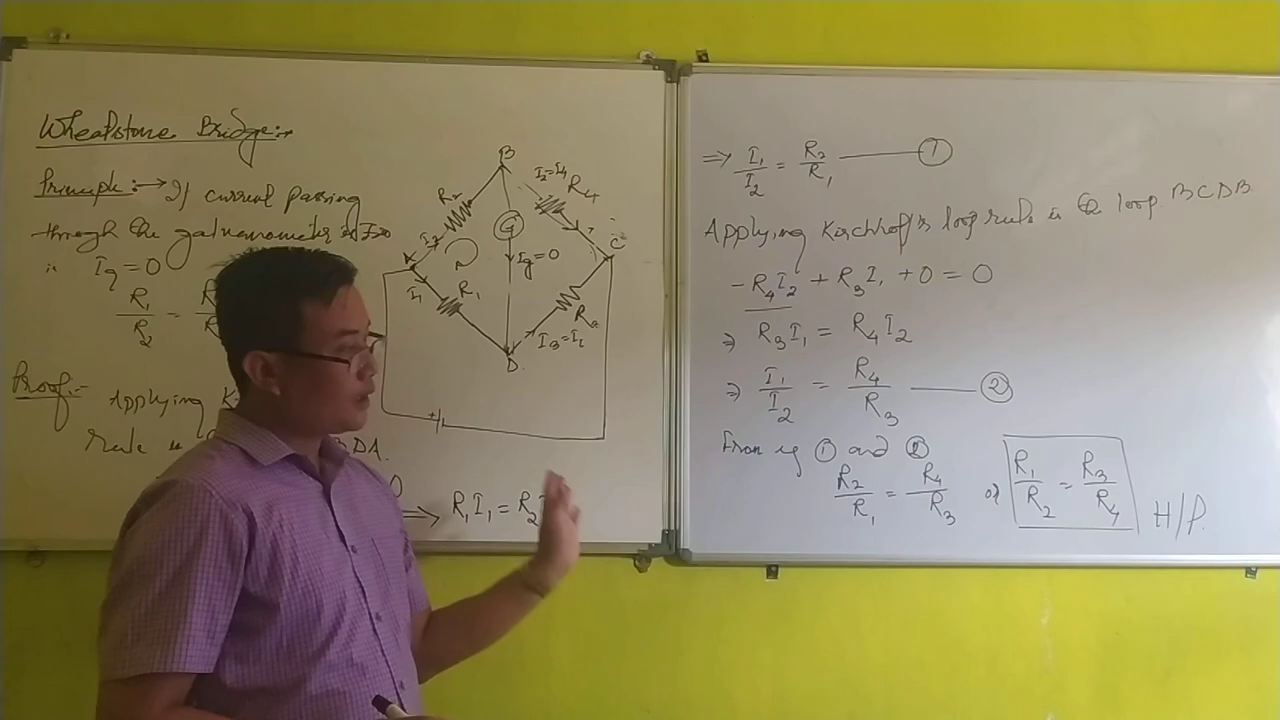 Wheatstone Bridge:-
Principle:→ If current passing
through the galvanometer is zero
i.e. Ig = 0
R1/R2 = R
Proof:- Applying K
Rule
BDA.
0
⇒ R1I1 = R2
B
R2
I2=I4
R4
G
A
I2
C
Ig=0
I1
R1
R3
I3=I1
D
+
⇒ I1/I2 = R2/R1 —— ①
Applying Kirchhoff's loop rule in the loop BCDB
-R4I2 + R3I1 + 0 = 0
⇒ R3I1 = R4I2
⇒ I1/I2 = R4/R3 —— ②
From eq ① and ②
R2/R1 = R4/R3 or R1/R2 = R3/R4 H/P.